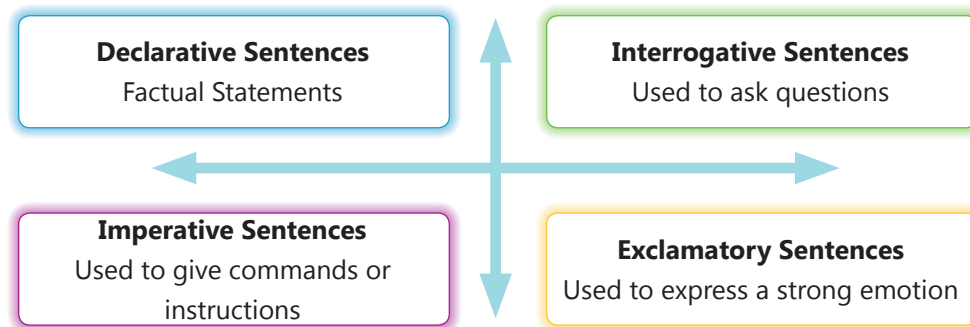 Declarative Sentences
Factual Statements
Interrogative Sentences
Used to ask questions
Imperative Sentences
Used to give commands or
instructions
Exclamatory Sentences
Used to express a strong emotion